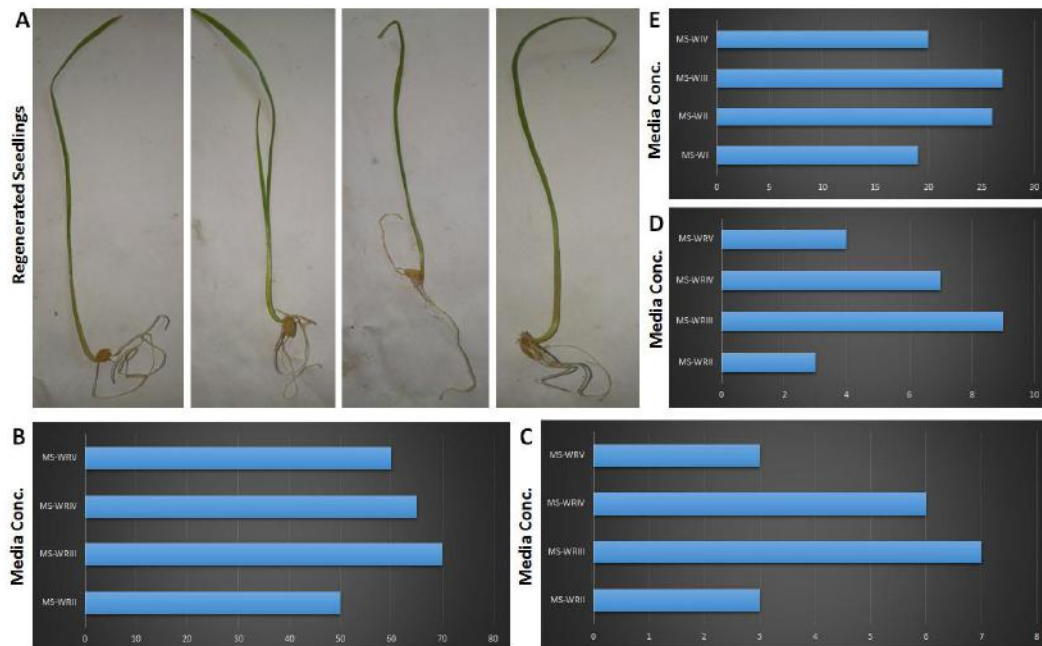 A
Regenerated Seedlings
E
Media Conc.
MS-WIV
MS-WIII
MS-WII
MS-WI
0 5 10 15 20 25 30
D
Media Conc.
MS-WRV
MS-WRIV
MS-WRIII
MS-WRII
0 2 4 6 8 10
B
Media Conc.
MS-WRV
MS-WRIV
MS-WRIII
MS-WRII
0 10 20 30 40 50 60 70 80
C
Media Conc.
MS-WRV
MS-WRIV
MS-WRIII
MS-WRII
0 1 2 3 4 5 6 7 8